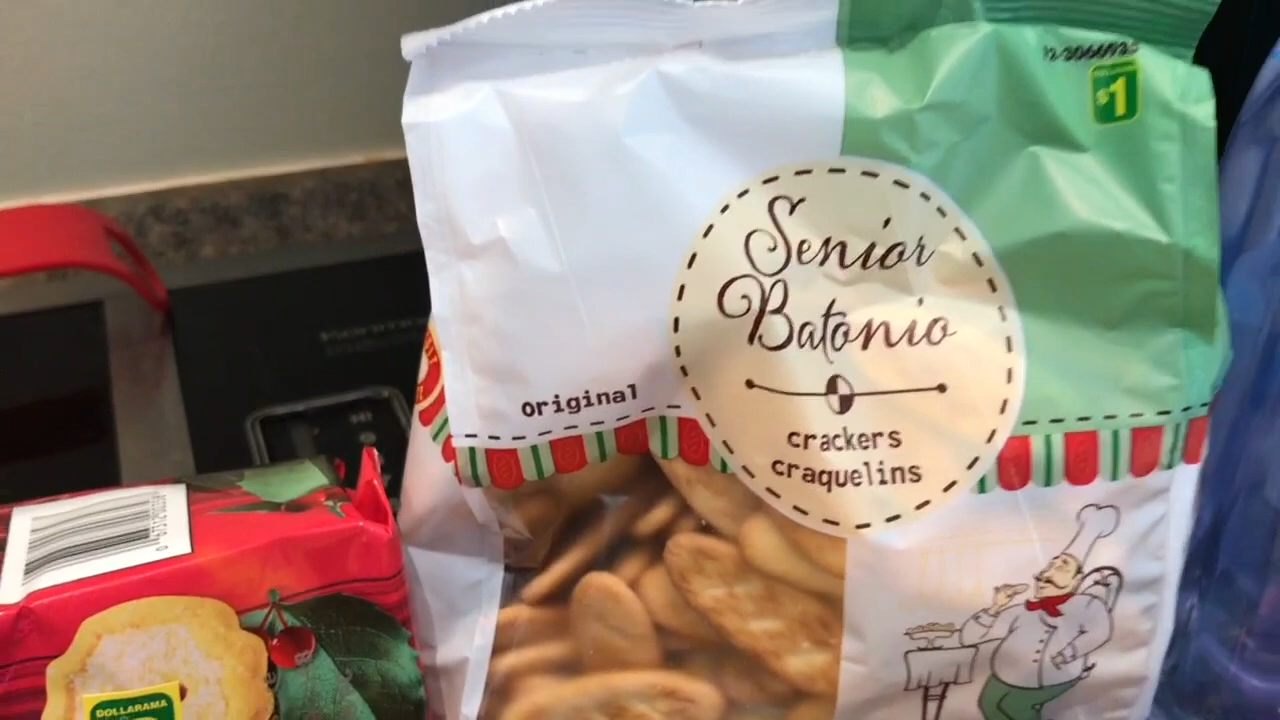 $1
Senior
Batonio
Original
crackers
craquelins
DOLLARAMA